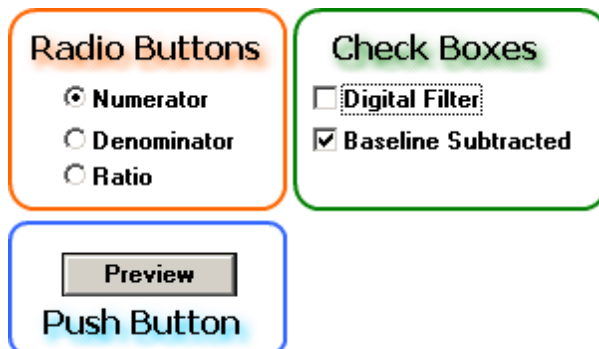 Radio Buttons
Numerator
Denominator
Ratio
Check Boxes
Digital Filter
Baseline Subtracted
Preview
Push Button